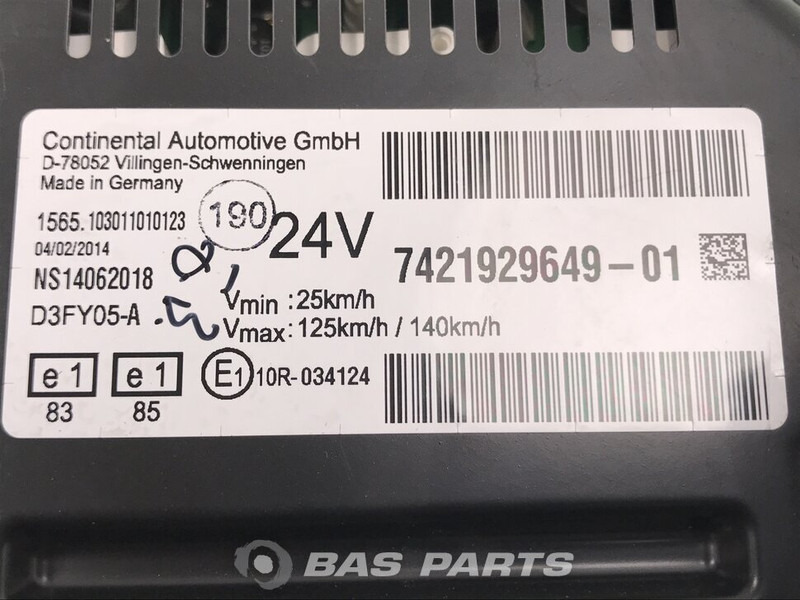 Continental Automotive GmbH
D-78052 Villingen-Schwenningen
Made in Germany
1565.103011010123
190
24V
04/02/2014
NS14062018
7421929649-01
D3FY05-A
Vmin :25km/h
Vmax: 125km/h / 140km/h
e 1
83
e 1
85
E1 10R-034124
BAS PARTS